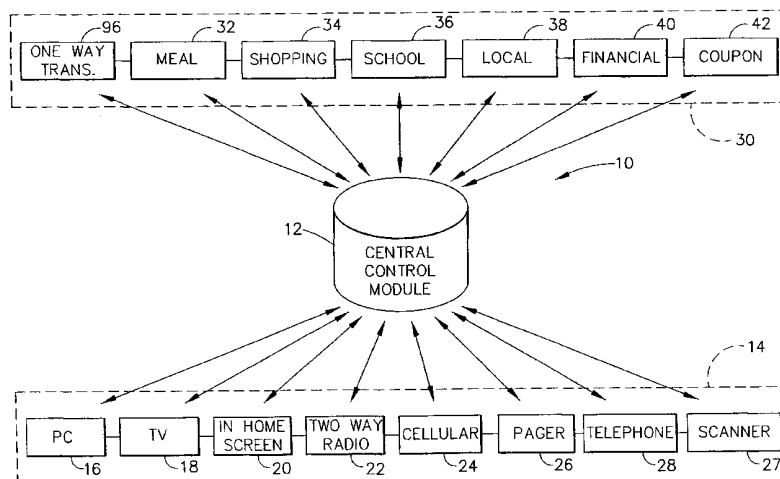 96 32 34 36 38 40 42
ONE WAY TRANS. MEAL SHOPPING SCHOOL LOCAL FINANCIAL COUPON
30
10
12
CENTRAL
CONTROL
MODULE
14
PC TV IN HOME SCREEN TWO WAY RADIO CELLULAR PAGER TELEPHONE SCANNER
16 18 20 22 24 26 28 27